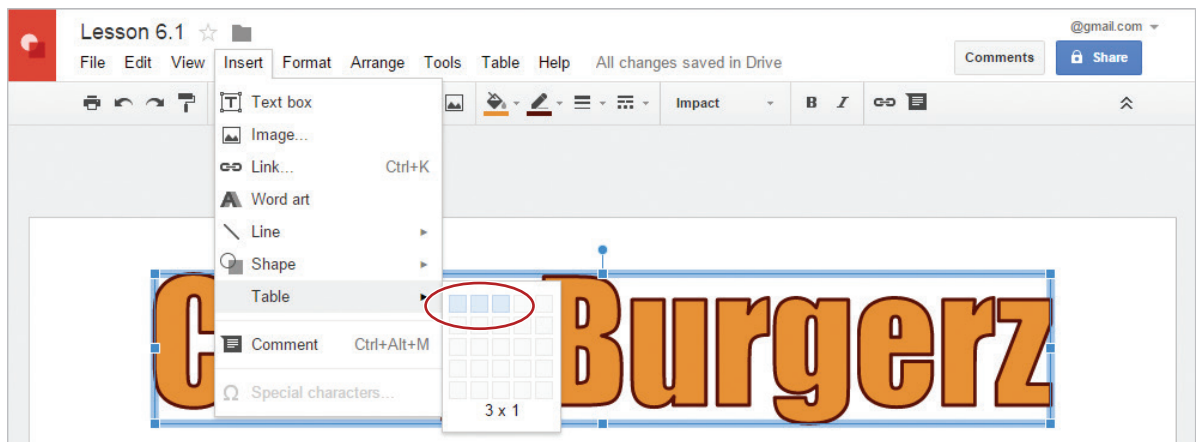 Lesson 6.1
@gmail.com
File Edit View Insert Format Arrange Tools Table Help All changes saved in Drive
Comments Share
Impact B I
Text box
Image...
Link... Ctrl+K
Word art
Line
Shape
Table
Comment Ctrl+Alt+M
Ω Special characters...
3 x 1
Burgerz